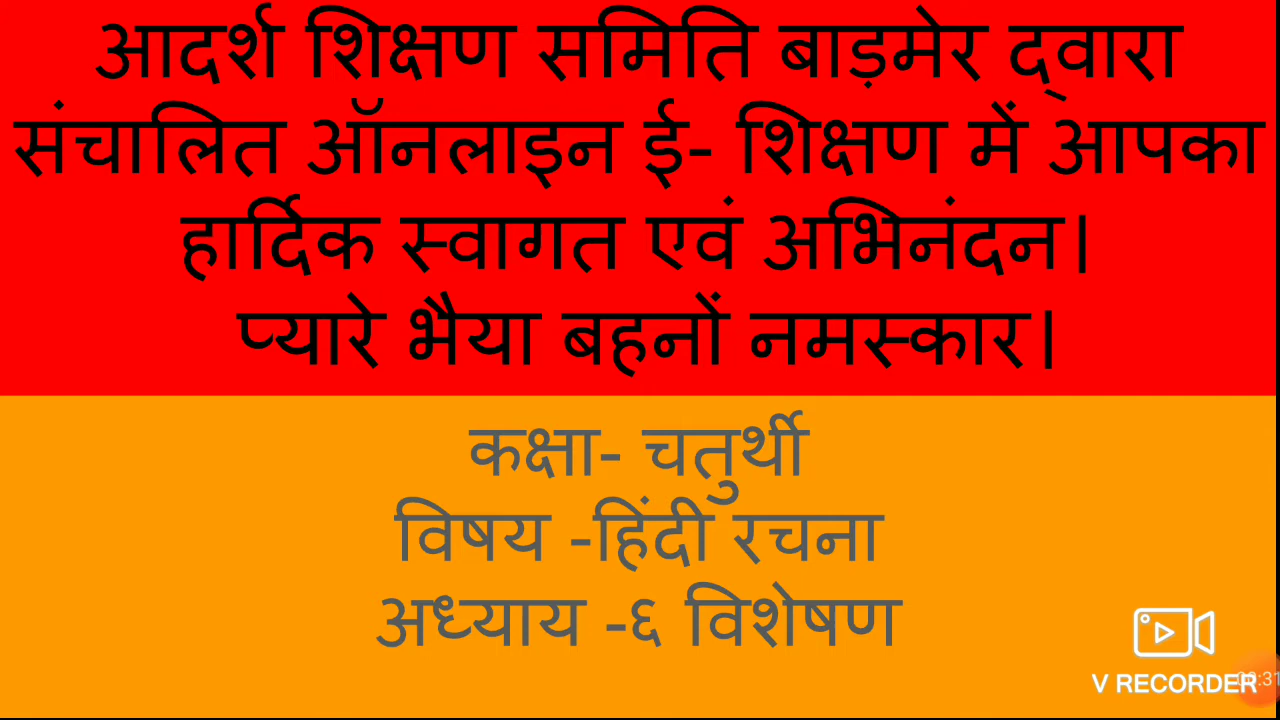 आदर्श शिक्षण समिति बाड़मेर द्वारा
संचालित ऑनलाइन ई- शिक्षण में आपका
हार्दिक स्वागत एवं अभिनंदन।
प्यारे भैया बहनों नमस्कार।
कक्षा- चतुर्थी
विषय -हिंदी रचना
अध्याय -६ विशेषण
V RECORDER